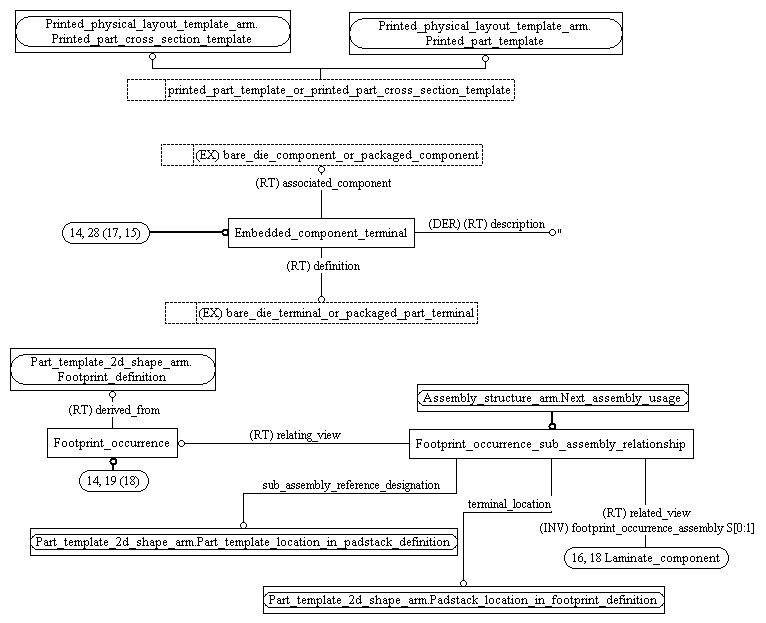 Printed_physical_layout_template_arm.
Printed_part_cross_section_template
Printed_physical_layout_template_arm.
Printed_part_template
printed_part_template_or_printed_part_cross_section_template
(EX) bare_die_component_or_packaged_component
(RT) associated_component
14, 28 (17, 15)
Embedded_component_terminal
(DER) (RT) description
"
(RT) definition
(EX) bare_die_terminal_or_packaged_part_terminal
Part_template_2d_shape_arm.
Footprint_definition
(RT) derived_from
Assembly_structure_arm.Next_assembly_usage
Footprint_occurrence
(RT) relating_view
Footprint_occurrence_sub_assembly_relationship
14, 19 (18)
sub_assembly_reference_designation
terminal_location
(RT) related_view
(INV) footprint_occurrence_assembly S[0:1]
Part_template_2d_shape_arm.Part_template_location_in_padstack_definition
16, 18 Laminate_component
Part_template_2d_shape_arm.Padstack_location_in_footprint_definition